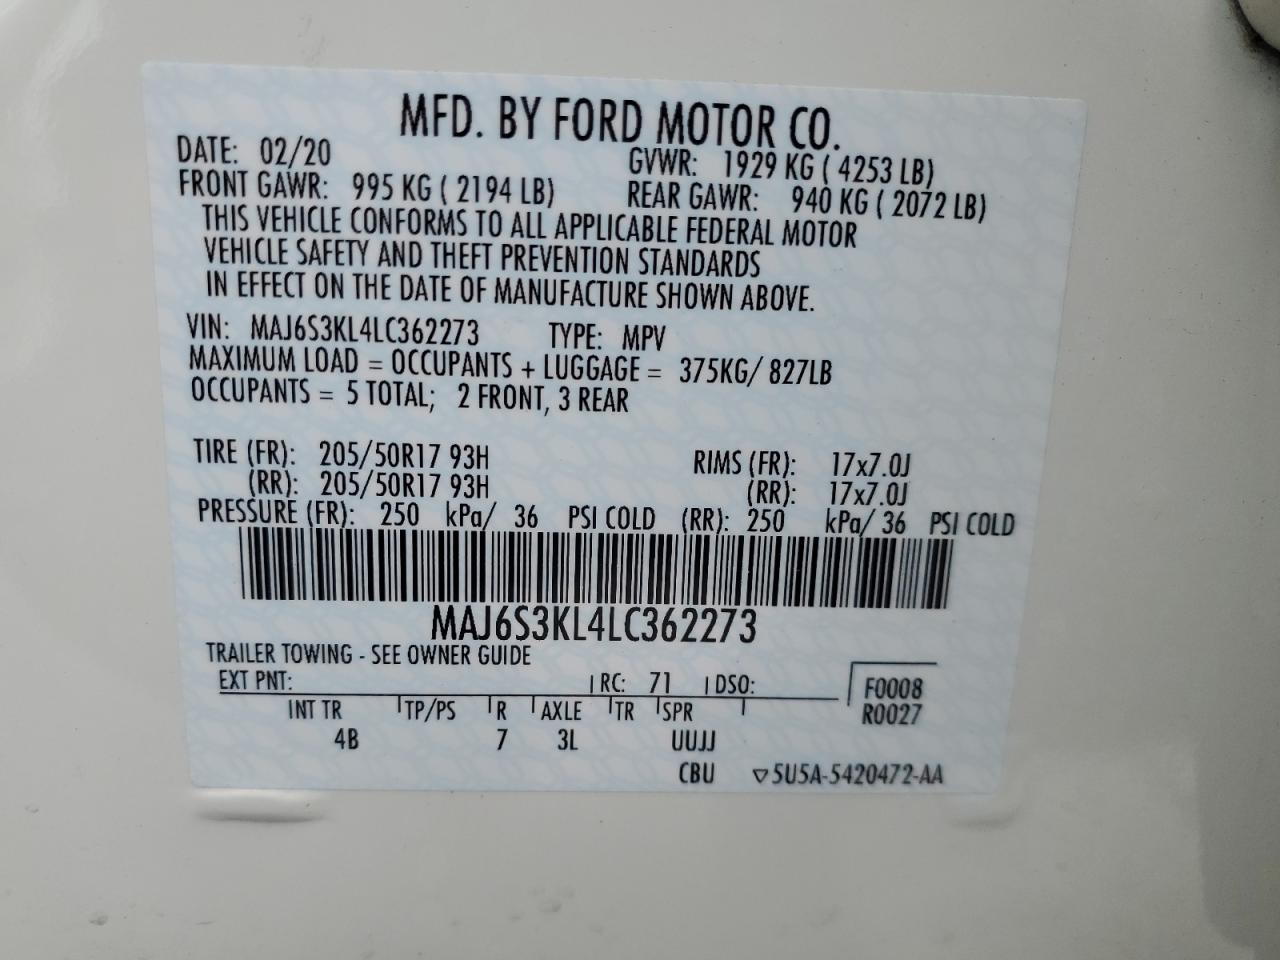 MFD. BY FORD MOTOR CO.
DATE: 02/20 GVWR: 1929 KG ( 4253 LB)
FRONT GAWR: 995 KG ( 2194 LB) REAR GAWR: 940 KG ( 2072 LB)
THIS VEHICLE CONFORMS TO ALL APPLICABLE FEDERAL MOTOR
VEHICLE SAFETY AND THEFT PREVENTION STANDARDS
IN EFFECT ON THE DATE OF MANUFACTURE SHOWN ABOVE.
VIN: MAJ6S3KL4LC362273 TYPE: MPV
MAXIMUM LOAD = OCCUPANTS + LUGGAGE = 375KG/ 827LB
OCCUPANTS = 5 TOTAL; 2 FRONT, 3 REAR
TIRE (FR): 205/50R17 93H RIMS (FR): 17x7.0J
(RR): 205/50R17 93H (RR): 17x7.0J
PRESSURE (FR): 250 kPa/ 36 PSI COLD (RR): 250 kPa/ 36 PSI COLD
MAJ6S3KL4LC362273
TRAILER TOWING - SEE OWNER GUIDE
EXT PNT: RC: 71 DSO: F0008
INT TR TP/PS R AXLE TR SPR R0027
4B 7 3L UUJJ
CBU ▽5U5A-5420472-AA